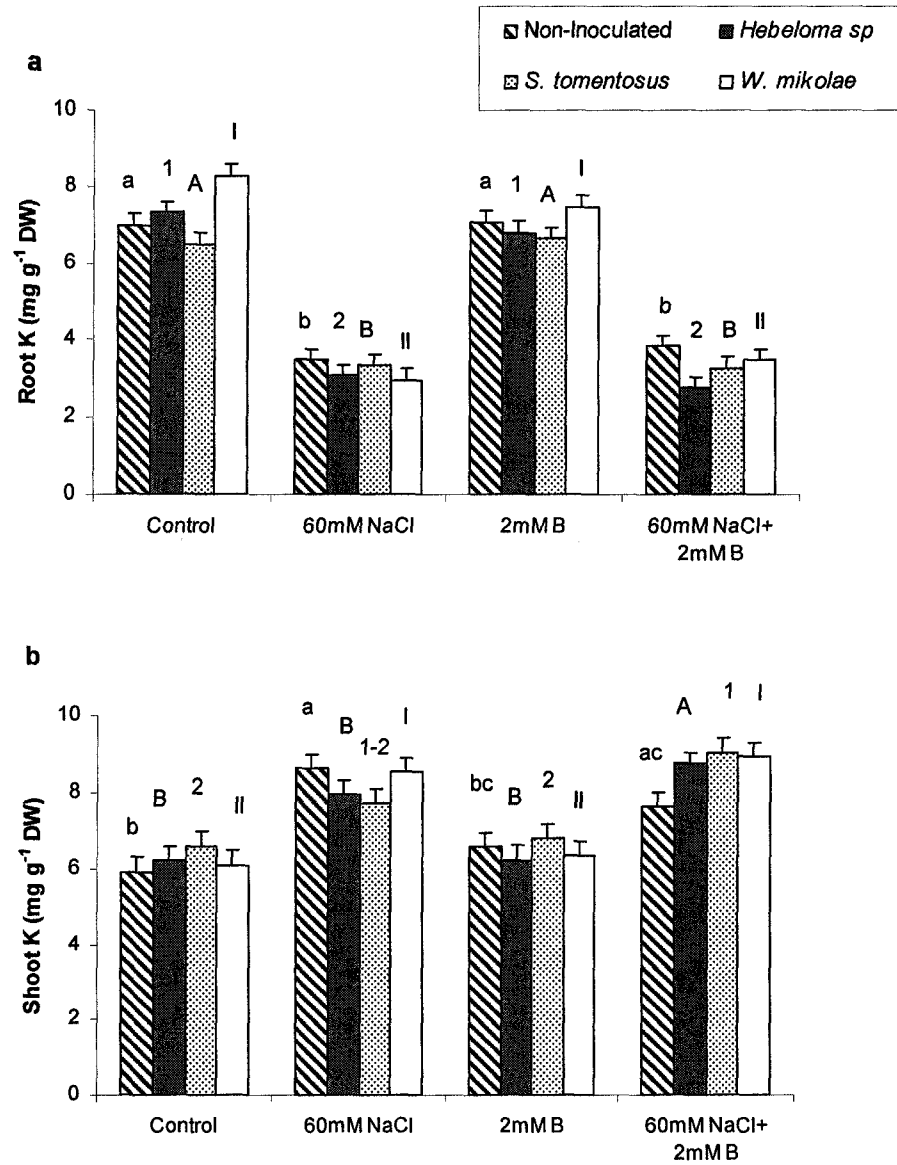 Non-Inoculated Hebeloma sp
S. tomentosus W. mikolae
a
10
8
6
4
2
0
Root K (mg g⁻¹ DW)
a 1 A I
b 2 B II
a 1 A I
b 2 B II
Control 60mM NaCl 2mM B 60mM NaCl+
2mM B
b
10
8
6
4
2
0
Shoot K (mg g⁻¹ DW)
b B 2 II
a B 1-2 I
bc B 2 II
ac A 1 I
Control 60mM NaCl 2mM B 60mM NaCl+
2mM B